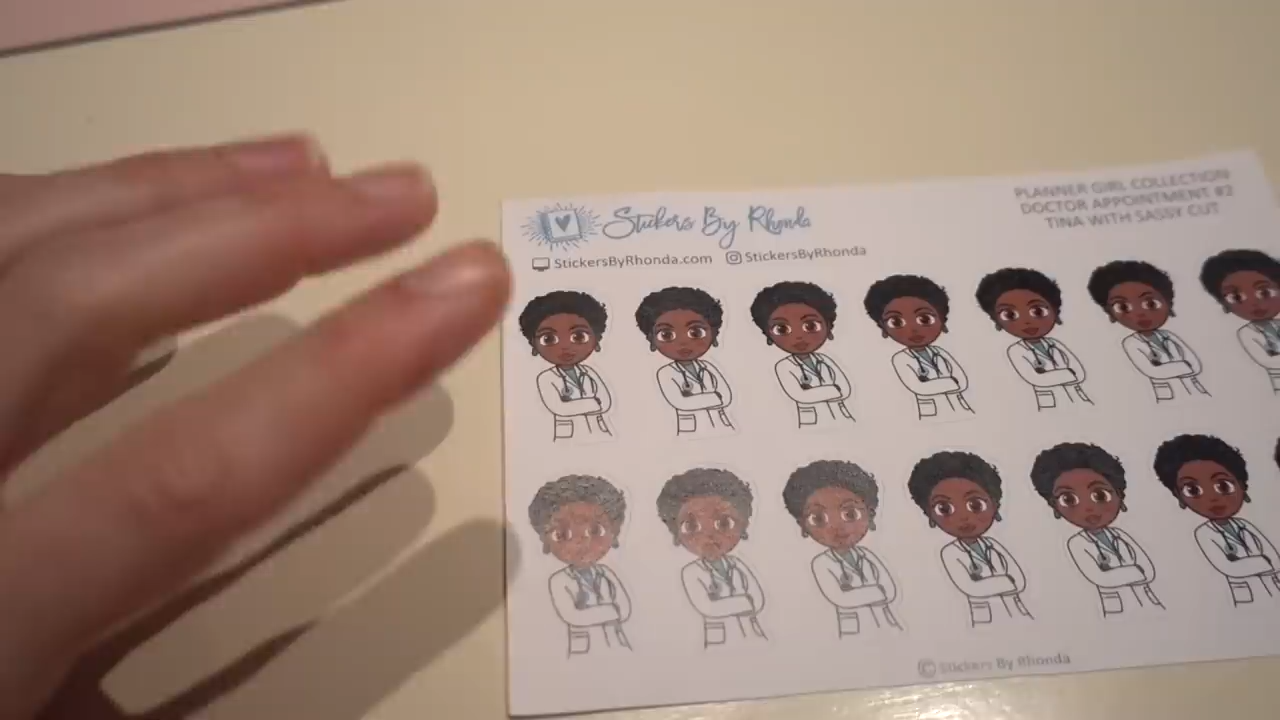 Stickers By Rhonda
StickersByRhonda.com StickersByRhonda
PLANNER GIRL COLLECTION
DOCTOR APPOINTMENT #2
TINA WITH SASSY CUT
© Stickers By Rhonda